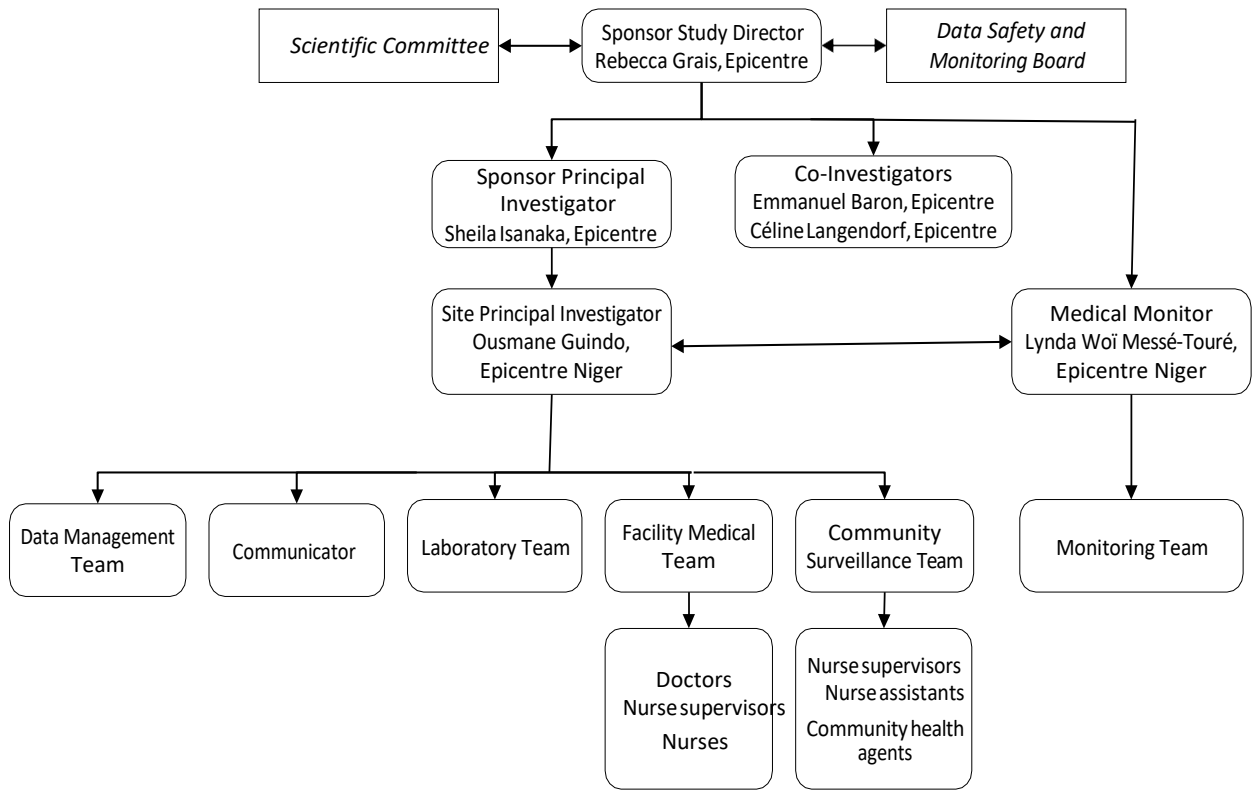 Scientific Committee
Sponsor Study Director
Rebecca Grais, Epicentre
Data Safety and
Monitoring Board
Sponsor Principal
Investigator
Sheila Isanaka, Epicentre
Co-Investigators
Emmanuel Baron, Epicentre
Céline Langendorf, Epicentre
Site Principal Investigator
Ousmane Guindo,
Epicentre Niger
Medical Monitor
Lynda Woï Messé-Touré,
Epicentre Niger
Data Management
Team
Communicator
Laboratory Team
Facility Medical
Team
Community
Surveillance Team
Monitoring Team
Doctors
Nurse supervisors
Nurses
Nurse supervisors
Nurse assistants
Community health
agents